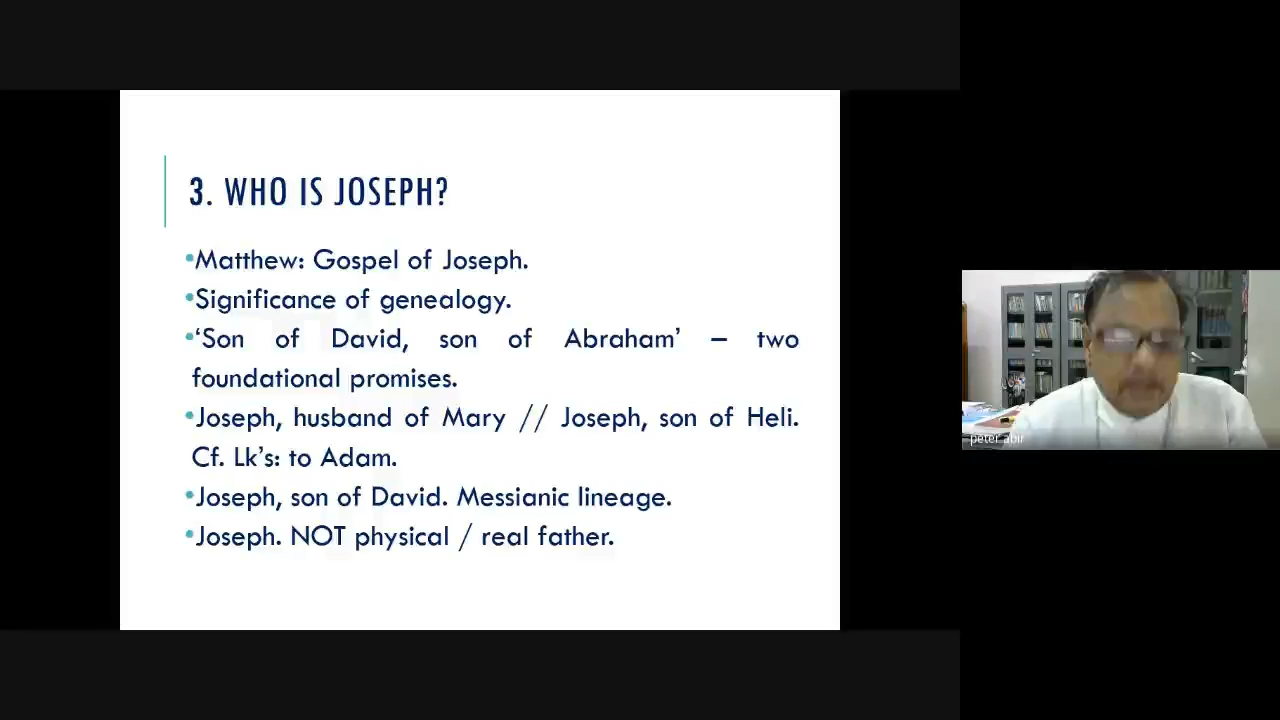 3. WHO IS JOSEPH?
•Matthew: Gospel of Joseph.
•Significance of genealogy.
•‘Son of David, son of Abraham’ – two
foundational promises.
•Joseph, husband of Mary // Joseph, son of Heli.
Cf. Lk’s: to Adam.
•Joseph, son of David. Messianic lineage.
•Joseph. NOT physical / real father.
peter abir